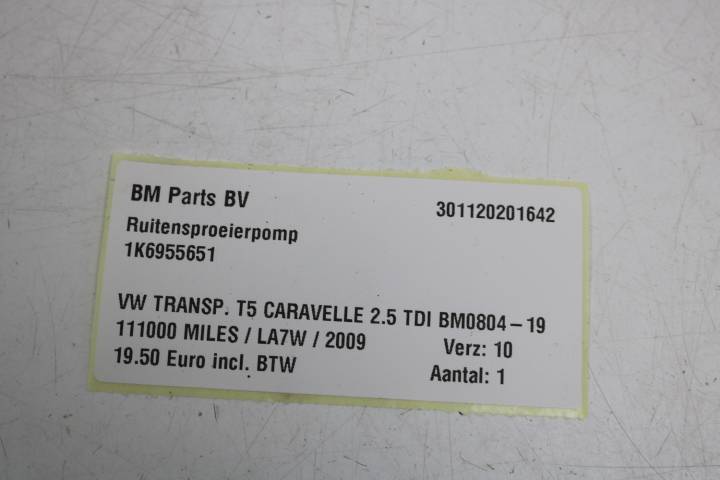 BM Parts BV 301120201642
Ruitensproeierpomp
1K6955651
VW TRANSP. T5 CARAVELLE 2.5 TDI BM0804-19
111000 MILES / LA7W / 2009 Verz: 10
19.50 Euro incl. BTW Aantal: 1